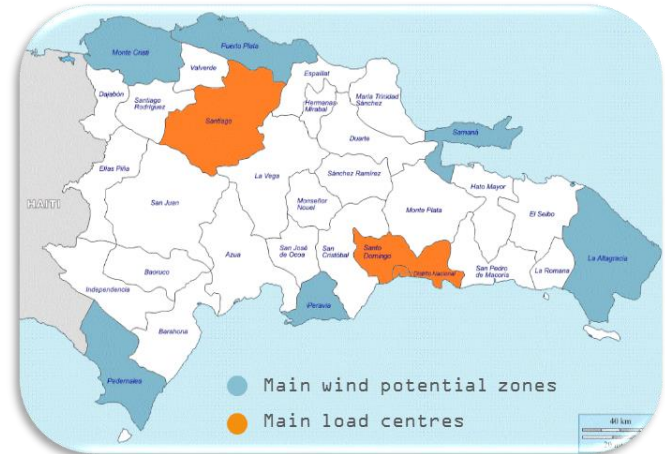 Monte Cristi
Puerto Plata
Valverde
Espaillat
Dajabón
Santiago
Rodríguez
Hermanas
Mirabal
María Trinidad
Sánchez
Santiago
Samaná
Duarte
Elías Piña
La Vega
Sánchez Ramírez
Hato Mayor
HAITI
San Juan
Monseñor
Nouel
Monte Plata
El Seibo
Azua
San José
de Ocoa
San
Cristóbal
Santo
Domingo
La Altagracia
Baoruco
Distrito Nacional
San Pedro
de Macorís
La Romana
Independencia
Peravia
Barahona
Pedernales
Main wind potential zones
Main load centres
40 km